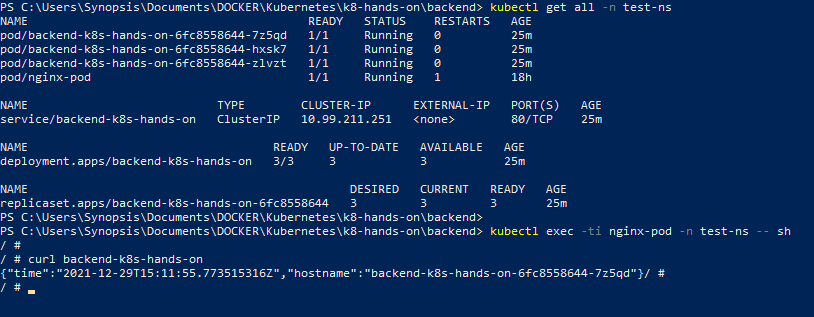 PS C:\Users\Synopsis\Documents\DOCKER\Kubernetes\k8-hands-on\backend> kubectl get all -n test-ns
NAME READY STATUS RESTARTS AGE
pod/backend-k8s-hands-on-6fc8558644-7z5qd 1/1 Running 0 25m
pod/backend-k8s-hands-on-6fc8558644-hxsk7 1/1 Running 0 25m
pod/backend-k8s-hands-on-6fc8558644-zlvzt 1/1 Running 0 25m
pod/nginx-pod 1/1 Running 1 18h
NAME TYPE CLUSTER-IP EXTERNAL-IP PORT(S) AGE
service/backend-k8s-hands-on ClusterIP 10.99.211.251 <none> 80/TCP 25m
NAME READY UP-TO-DATE AVAILABLE AGE
deployment.apps/backend-k8s-hands-on 3/3 3 3 25m
NAME DESIRED CURRENT READY AGE
replicaset.apps/backend-k8s-hands-on-6fc8558644 3 3 3 25m
PS C:\Users\Synopsis\Documents\DOCKER\Kubernetes\k8-hands-on\backend>
PS C:\Users\Synopsis\Documents\DOCKER\Kubernetes\k8-hands-on\backend> kubectl exec -ti nginx-pod -n test-ns -- sh
/ #
/ # curl backend-k8s-hands-on
{"time":"2021-12-29T15:11:55.773515316Z","hostname":"backend-k8s-hands-on-6fc8558644-7z5qd"}/ #
/ #